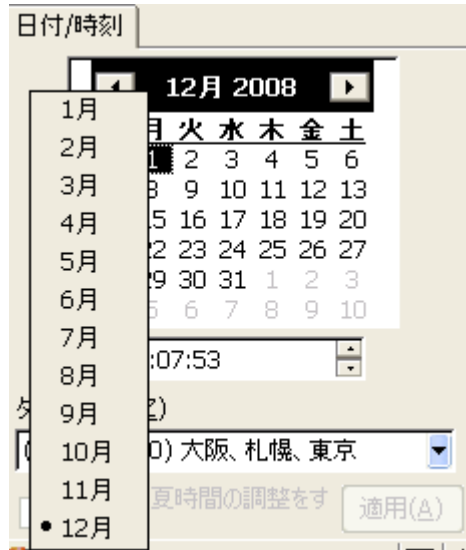 日付/時刻
12月 2008
1月
2月
3月
4月
5月
6月
7月
8月
9月
10月
11月
12月
月 火 水 木 金 土
1 2 3 4 5 6
8 9 10 11 12 13
15 16 17 18 19 20
22 23 24 25 26 27
29 30 31 1 2 3
5 6 7 8 9 10
:07:53
大阪、札幌、東京
夏時間の調整をす
適用(A)